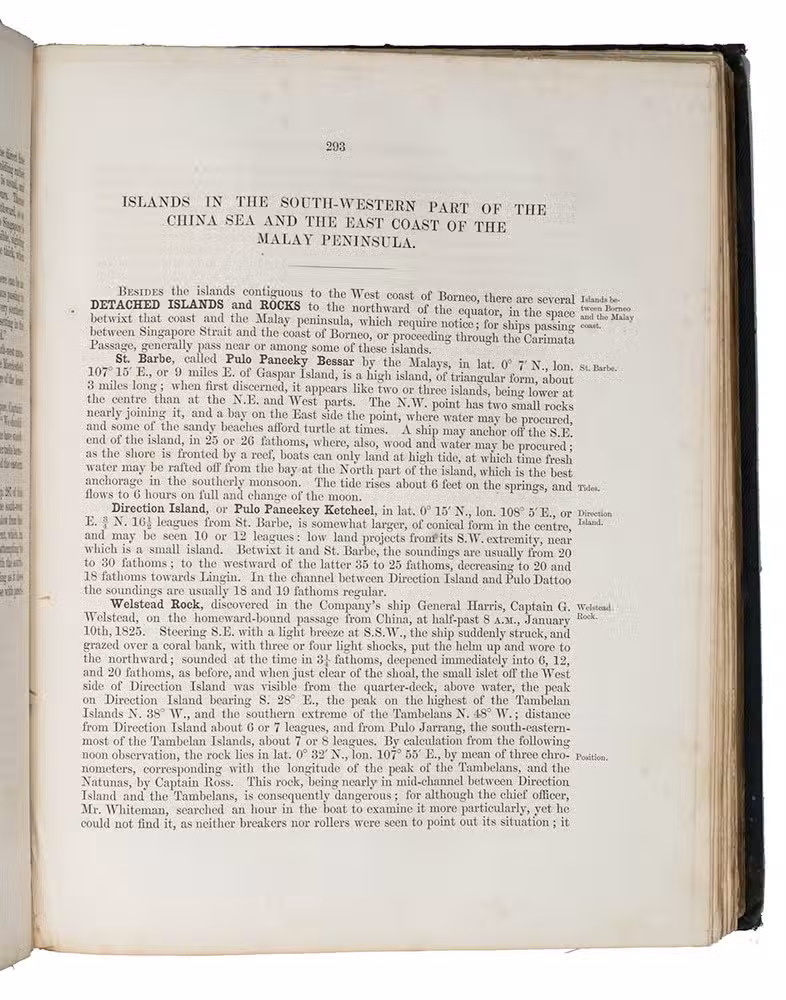 293
ISLANDS IN THE SOUTH-WESTERN PART OF THE
CHINA SEA AND THE EAST COAST OF THE
MALAY PENINSULA.
BESIDES the islands contiguous to the West coast of Borneo, there are several
DETACHED ISLANDS and ROCKS to the northward of the equator, in the space
betwixt that coast and the Malay peninsula, which require notice; for ships passing
between Singapore Strait and the coast of Borneo, or proceeding through the Carimata
Passage, generally pass near or among some of these islands.
Islands be-
tween Borneo
and the Malay
coast.
St. Barbe, called Pulo Paneeky Bessar by the Malays, in lat. 0° 7′ N., lon.
107° 15′ E., or 9 miles E. of Gaspar Island, is a high island, of triangular form, about
3 miles long; when first discerned, it appears like two or three islands, being lower at
the centre than at the N.E. and West parts. The N.W. point has two small rocks
nearly joining it, and a bay on the East side the point, where water may be procured,
and some of the sandy beaches afford turtle at times. A ship may anchor off the S.E.
end of the island, in 25 or 26 fathoms, where, also, wood and water may be procured;
as the shore is fronted by a reef, boats can only land at high tide, at which time fresh
water may be rafted off from the bay at the North part of the island, which is the best
anchorage in the southerly monsoon. The tide rises about 6 feet on the springs, and
flows to 6 hours on full and change of the moon.
St. Barbe.
Tides.
Direction Island, or Pulo Paneekey Ketcheel, in lat. 0° 15′ N., lon. 108° 5′ E., or
E. ¾ N. 16½ leagues from St. Barbe, is somewhat larger, of conical form in the centre,
and may be seen 10 or 12 leagues: low land projects from its S.W. extremity, near
which is a small island. Betwixt it and St. Barbe, the soundings are usually from 20
to 30 fathoms; to the westward of the latter 35 to 25 fathoms, decreasing to 20 and
18 fathoms towards Lingin. In the channel between Direction Island and Pulo Dattoo
the soundings are usually 18 and 19 fathoms regular.
Direction
Island.
Welstead Rock, discovered in the Company's ship General Harris, Captain G.
Welstead, on the homeward-bound passage from China, at half-past 8 A.M., January
10th, 1825. Steering S.E. with a light breeze at S.S.W., the ship suddenly struck, and
grazed over a coral bank, with three or four light shocks, put the helm up and wore to
the northward; sounded at the time in 3¼ fathoms, deepened immediately into 6, 12,
and 20 fathoms, as before, and when just clear of the shoal, the small islet off the West
side of Direction Island was visible from the quarter-deck, above water, the peak
on Direction Island bearing S. 28° E., the peak on the highest of the Tambelan
Islands N. 38° W., and the southern extreme of the Tambelans N. 48° W.; distance
from Direction Island about 6 or 7 leagues, and from Pulo Jarrang, the south-eastern-
most of the Tambelan Islands, about 7 or 8 leagues. By calculation from the following
noon observation, the rock lies in lat. 0° 32′ N., lon. 107° 55′ E., by mean of three chro-
nometers, corresponding with the longitude of the peak of the Tambelans, and the
Natunas, by Captain Ross. This rock, being nearly in mid-channel between Direction
Island and the Tambelans, is consequently dangerous; for although the chief officer,
Mr. Whiteman, searched an hour in the boat to examine it more particularly, yet he
could not find it, as neither breakers nor rollers were seen to point out its situation; it
Welstead
Rock.
Position.